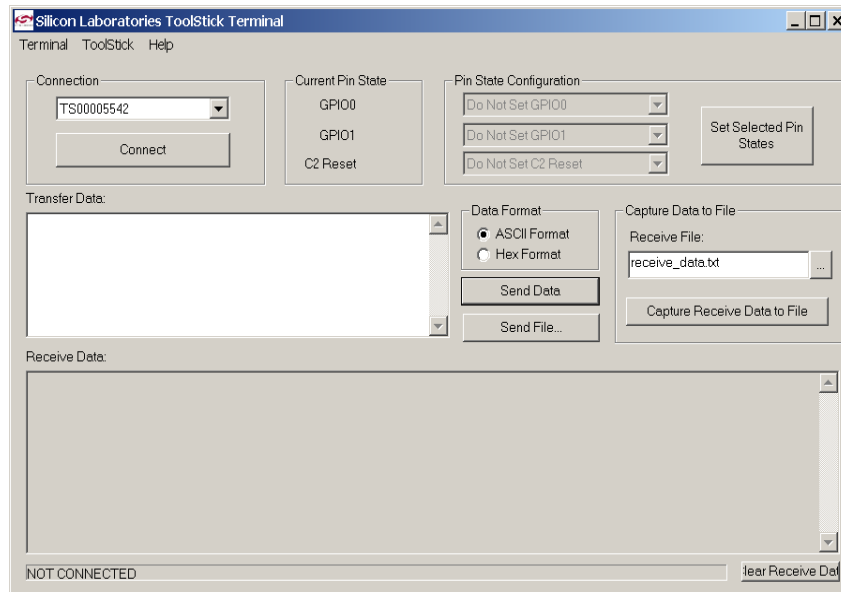 Silicon Laboratories ToolStick Terminal
Terminal ToolStick Help
Connection
TS00005542
Connect
Current Pin State
GPIO0
GPIO1
C2 Reset
Pin State Configuration
Do Not Set GPIO0
Do Not Set GPIO1
Do Not Set C2 Reset
Set Selected Pin
States
Transfer Data:
Data Format
ASCII Format
Hex Format
Send Data
Send File...
Capture Data to File
Receive File:
receive_data.txt
...
Capture Receive Data to File
Receive Data:
NOT CONNECTED
lear Receive Dat